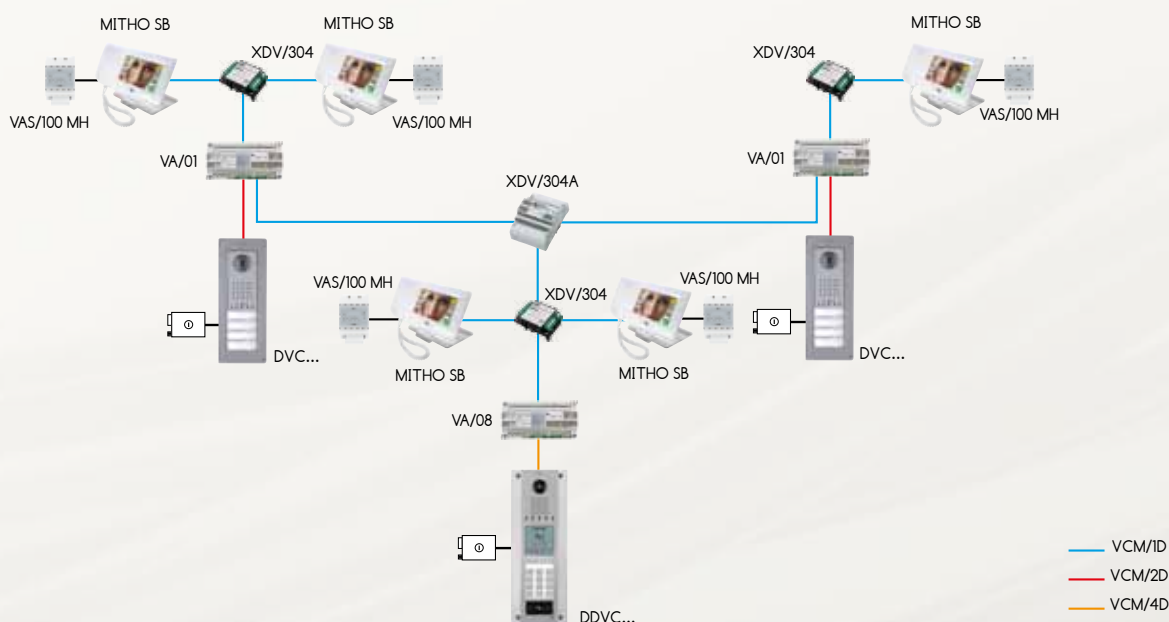 MITHO SB
MITHO SB
MITHO SB
XDV/304
XDV/304
VAS/100 MH
VAS/100 MH
VAS/100 MH
VA/01
VA/01
XDV/304A
VAS/100 MH
XDV/304
VAS/100 MH
DVC...
DVC...
MITHO SB
MITHO SB
VA/08
VCM/1D
VCM/2D
VCM/4D
DDVC...